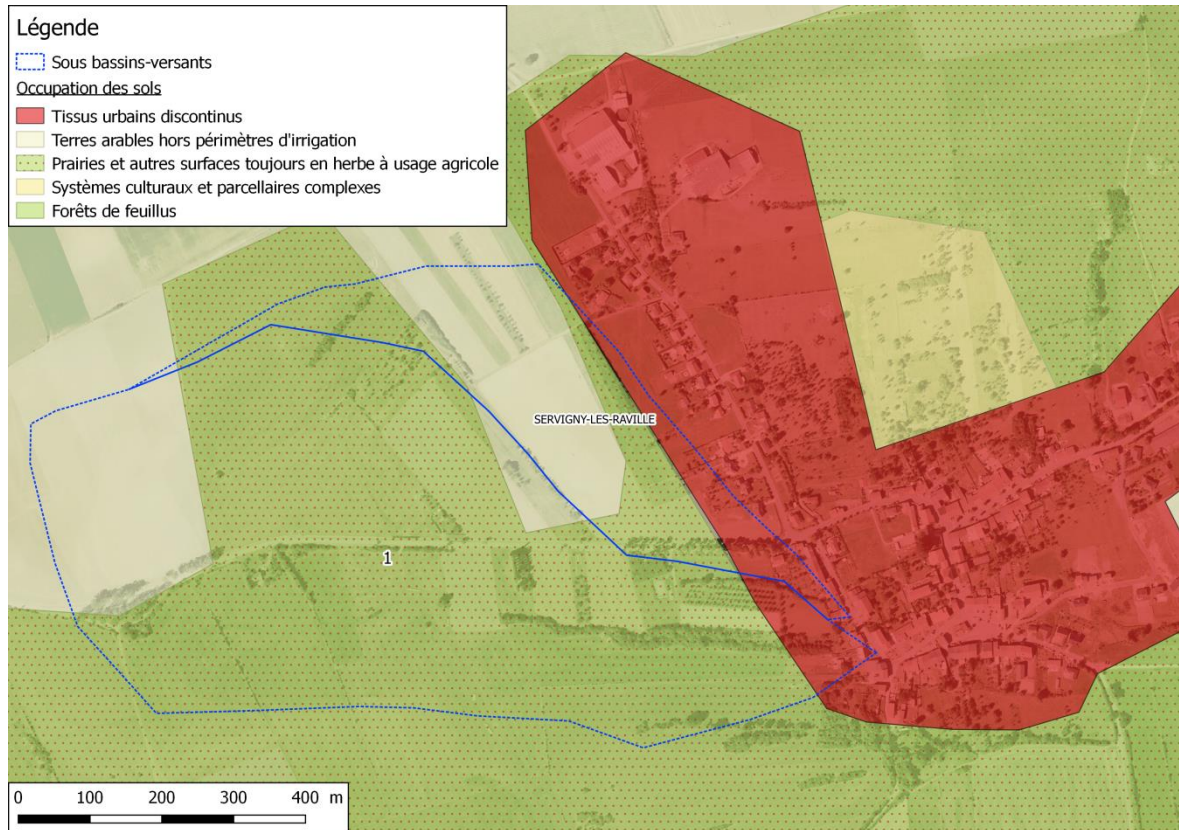 Légende
Sous bassins-versants
Occupation des sols
Tissus urbains discontinus
Terres arables hors périmètres d'irrigation
Prairies et autres surfaces toujours en herbe à usage agricole
Systèmes culturaux et parcellaires complexes
Forêts de feuillus
SERVIGNY-LES-RAVILLE
1
0 100 200 300 400 m